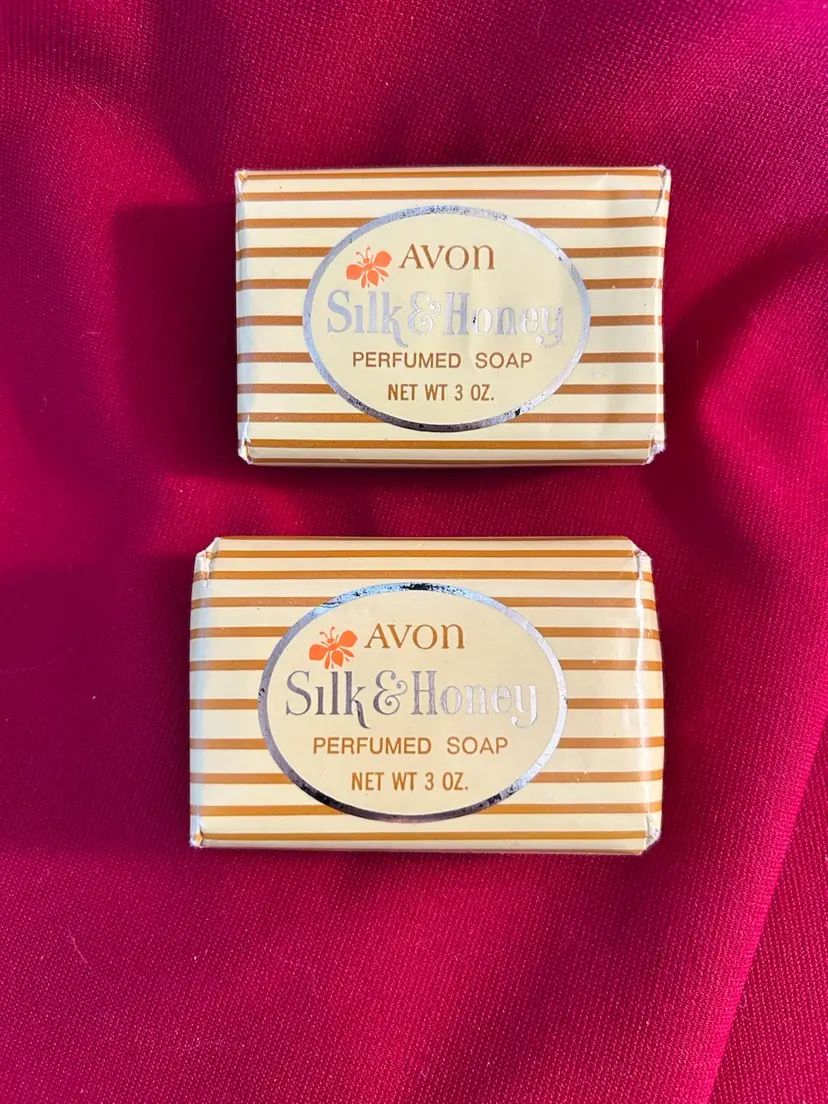 AVON
Silk & Honey
PERFUMED SOAP
NET WT 3 OZ.
AVON
Silk & Honey
PERFUMED SOAP
NET WT 3 OZ.